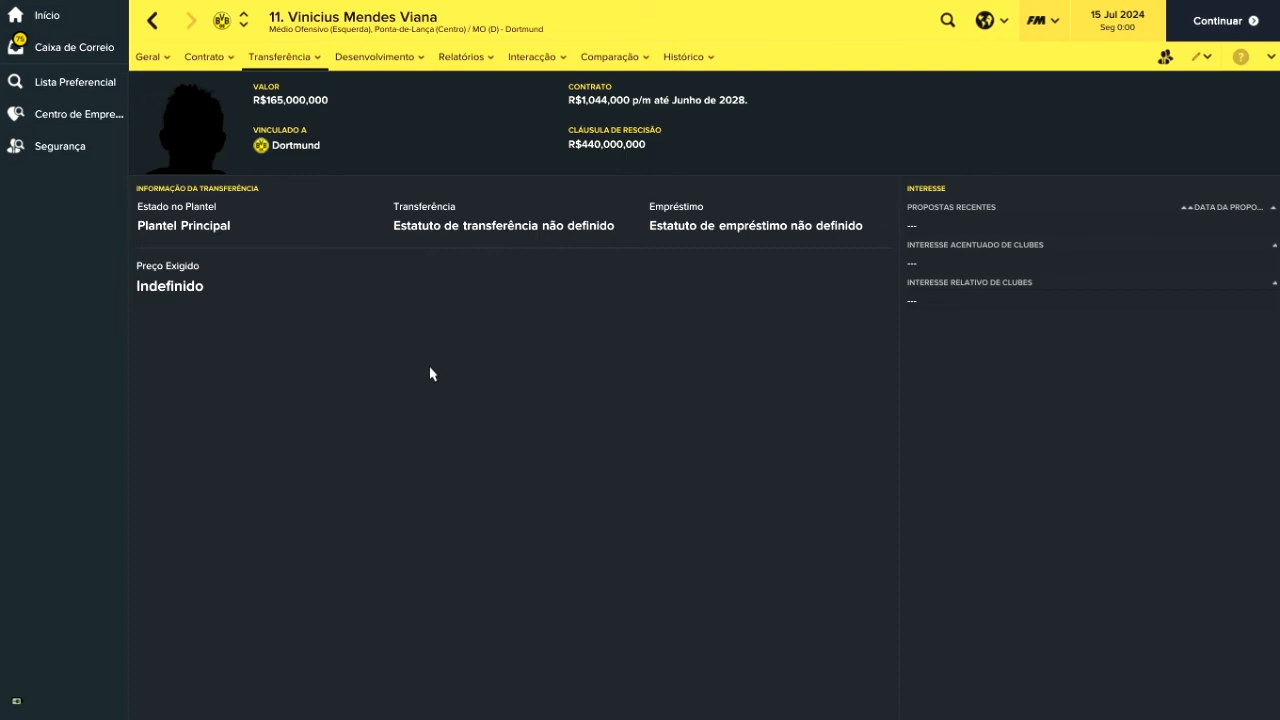 Início
75
Caixa de Correio
Lista Preferencial
Centro de Empre...
Segurança
11. Vinicius Mendes Viana
Médio Ofensivo (Esquerda), Ponta-de-Lança (Centro) / MO (D) - Dortmund
FM
15 Jul 2024
Seg 0:00
Continuar
Geral
Contrato
Transferência
Desenvolvimento
Relatórios
Interacção
Comparação
Histórico
?
VALOR
R$165,000,000
CONTRATO
R$1,044,000 p/m até Junho de 2028.
VINCULADO A
Dortmund
CLÁUSULA DE RESCISÃO
R$440,000,000
INFORMAÇÃO DA TRANSFERÊNCIA
Estado no Plantel
Plantel Principal
Transferência
Estatuto de transferência não definido
Empréstimo
Estatuto de empréstimo não definido
Preço Exigido
Indefinido
INTERESSE
PROPOSTAS RECENTES
DATA DA PROPO...
---
INTERESSE ACENTUADO DE CLUBES
---
INTERESSE RELATIVO DE CLUBES
---